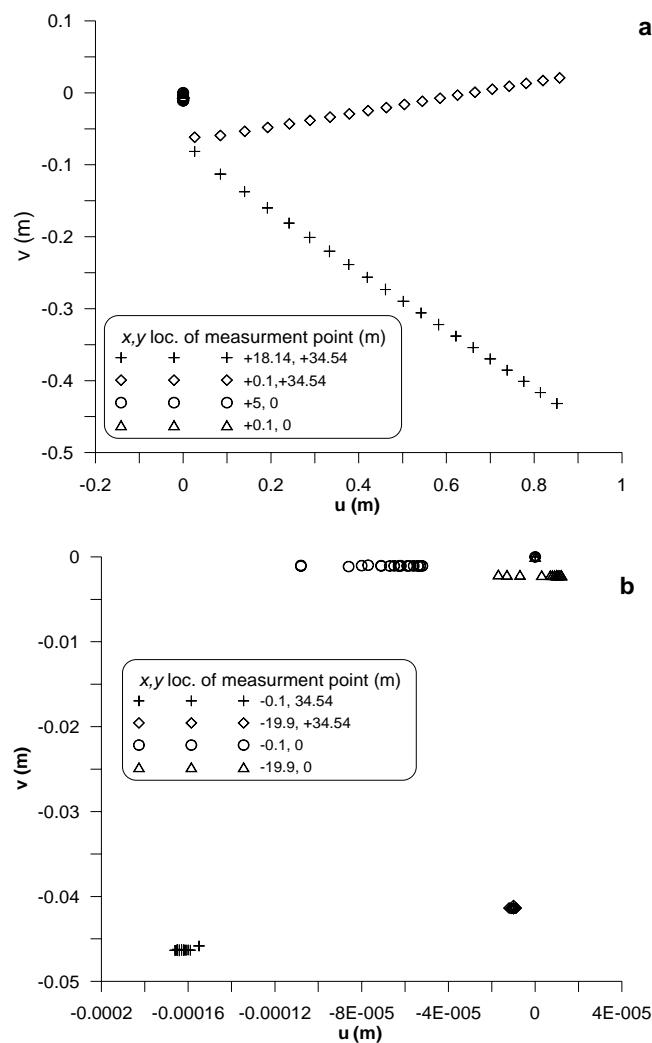 a
0.1
0
-0.1
-0.2
-0.3
-0.4
-0.5
v (m)
x,y loc. of measurment point (m)
+18.14, +34.54
+0.1,+34.54
+5, 0
+0.1, 0
-0.2 0 0.2 0.4 0.6 0.8 1
u (m)
b
0
-0.01
-0.02
-0.03
-0.04
-0.05
v (m)
x,y loc. of measurment point (m)
-0.1, 34.54
-19.9, +34.54
-0.1, 0
-19.9, 0
-0.0002 -0.00016 -0.00012 -8E-005 -4E-005 0 4E-005
u (m)